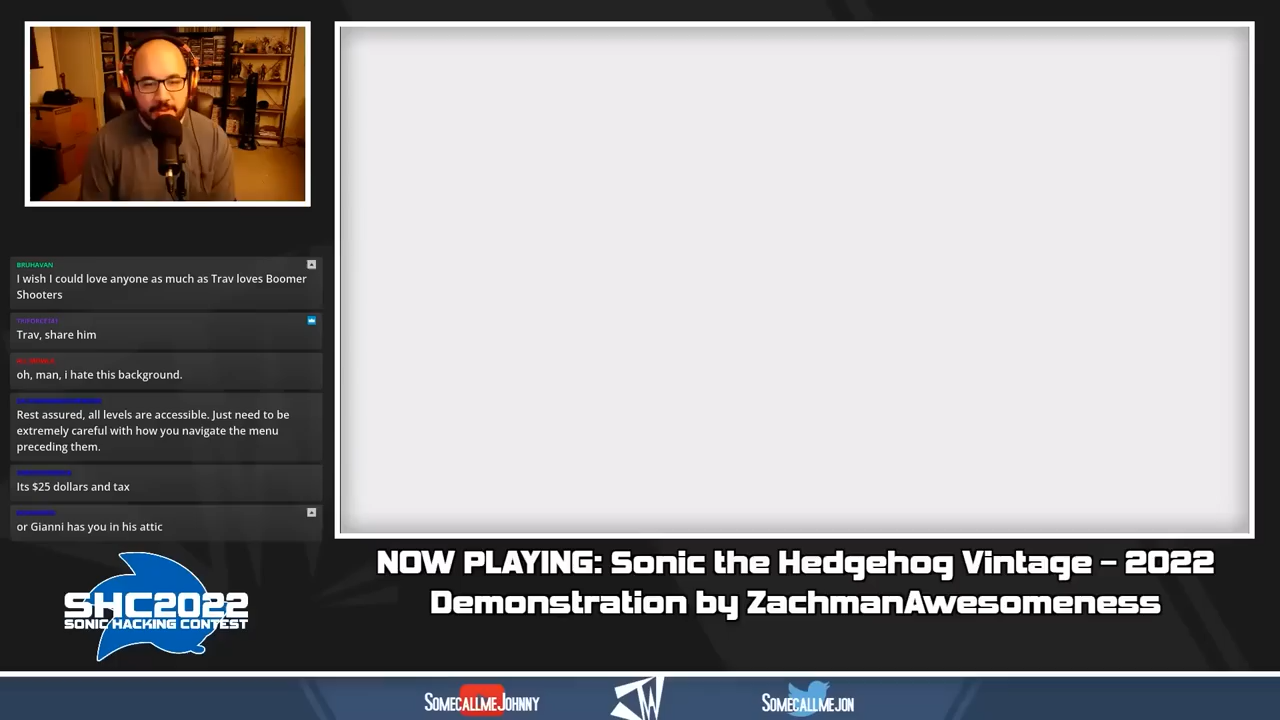 BRUHAVAN
I wish I could love anyone as much as Trav loves Boomer
Shooters
Trav, share him
oh, man, i hate this background.
Rest assured, all levels are accessible. Just need to be
extremely careful with how you navigate the menu
preceding them.
Its $25 dollars and tax
or Gianni has you in his attic
SHC2022
SONIC HACKING CONTEST
NOW PLAYING: Sonic the Hedgehog Vintage - 2022
Demonstration by ZachmanAwesomeness
SOMECALLMEJOHNNY
SOMECALLMEJON